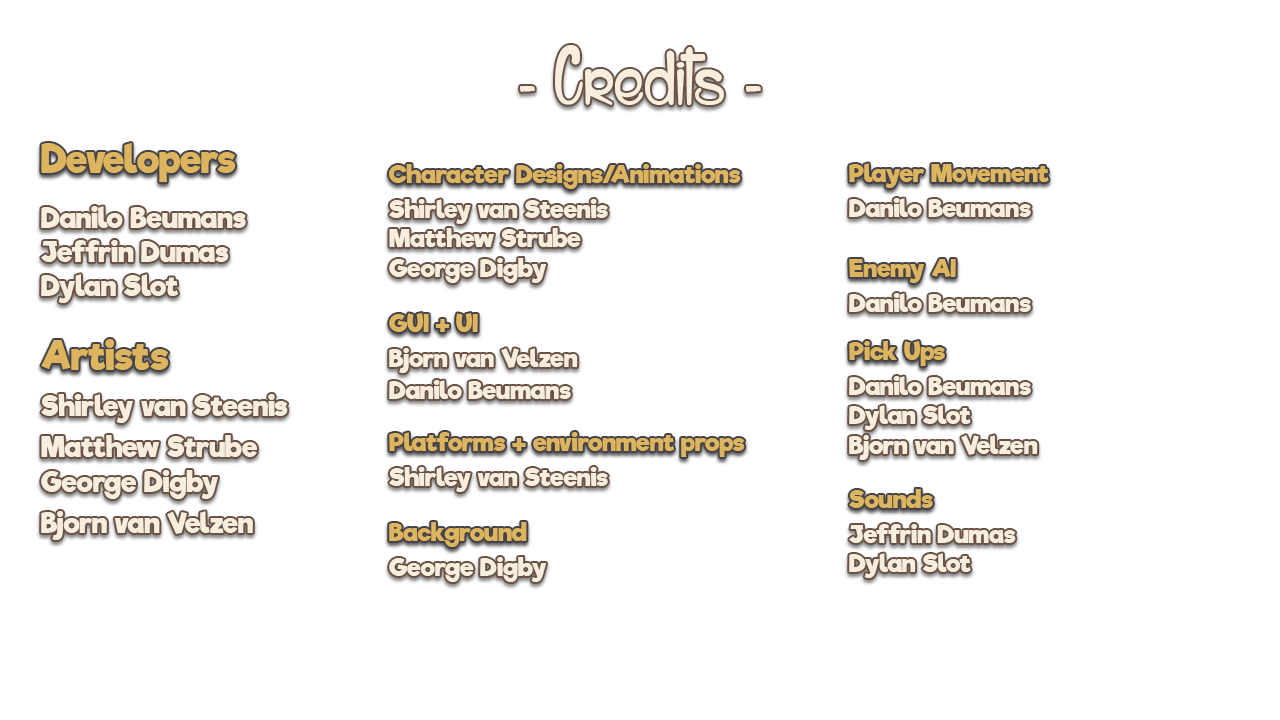 - Credits -
Developers
Danilo Beumans
Jeffrin Dumas
Dylan Slot
Artists
Shirley van Steenis
Matthew Strube
George Digby
Bjorn van Velzen
Character Designs/Animations
Shirley van Steenis
Matthew Strube
George Digby
GUI + UI
Bjorn van Velzen
Danilo Beumans
Platforms + environment props
Shirley van Steenis
Background
George Digby
Player Movement
Danilo Beumans
Enemy AI
Danilo Beumans
Pick Ups
Danilo Beumans
Dylan Slot
Bjorn van Velzen
Sounds
Jeffrin Dumas
Dylan Slot